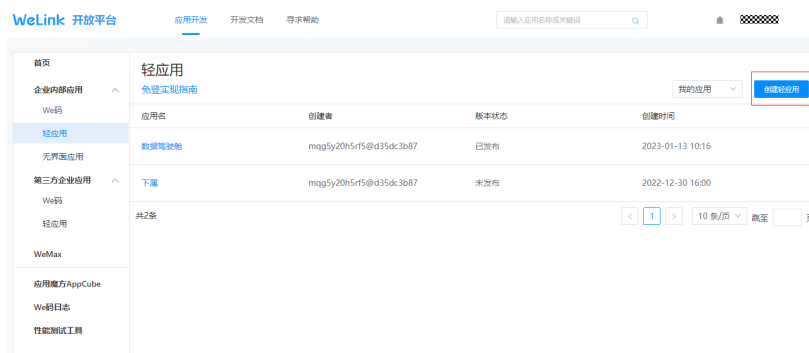 WeLink 开放平台 应用开发 开发文档 寻求帮助 请输入应用名称或关键词
首页
企业内部应用
We码
轻应用
无界面应用
第三方企业应用
We码
轻应用
WeMax
应用魔方AppCube
We码日志
性能测试工具
轻应用
免登实现指南
我的应用 创建轻应用
应用名 创建者 版本状态 创建时间
数据驾驶舱 mqg5y20h5rf5@d35dc3b87 已发布 2023-01-13 10:16
下属 mqg5y20h5rf5@d35dc3b87 未发布 2022-12-30 16:00
共2条 < 1 > 10 条/页 跳至